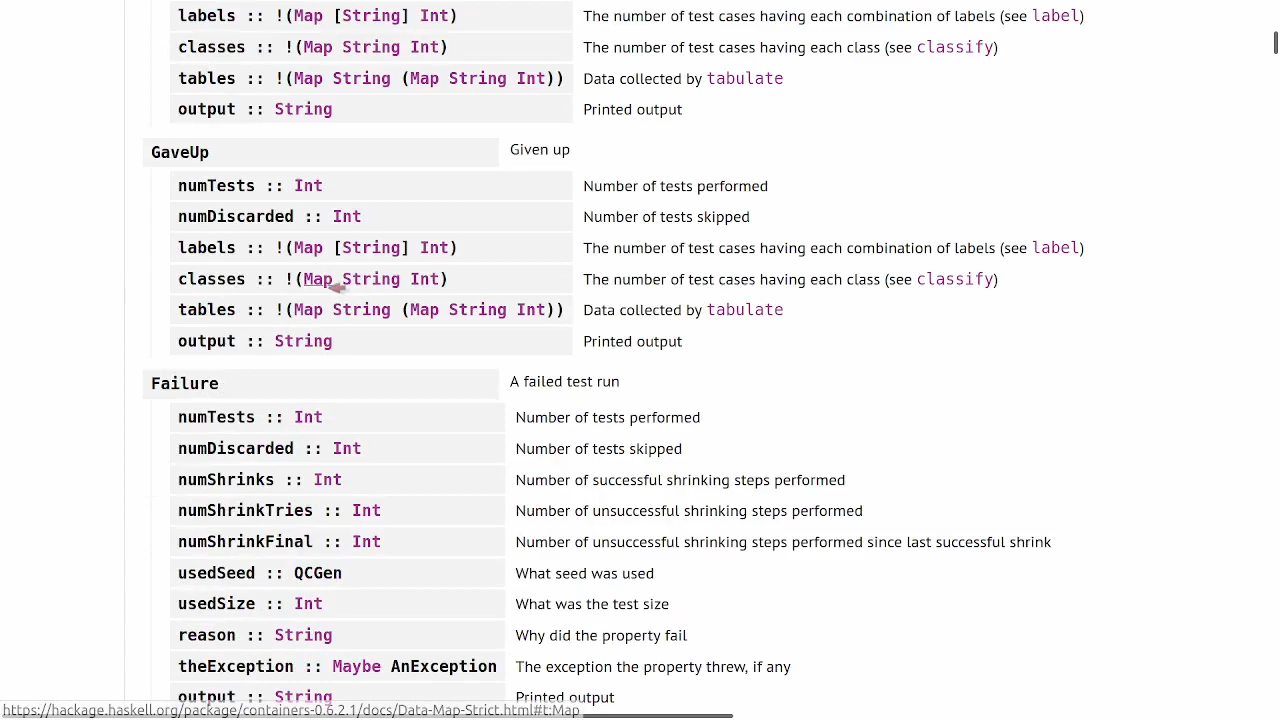 labels :: !(Map [String] Int) The number of test cases having each combination of labels (see label)
classes :: !(Map String Int) The number of test cases having each class (see classify)
tables :: !(Map String (Map String Int)) Data collected by tabulate
output :: String Printed output
GaveUp Given up
numTests :: Int Number of tests performed
numDiscarded :: Int Number of tests skipped
labels :: !(Map [String] Int) The number of test cases having each combination of labels (see label)
classes :: !(Map String Int) The number of test cases having each class (see classify)
tables :: !(Map String (Map String Int)) Data collected by tabulate
output :: String Printed output
Failure A failed test run
numTests :: Int Number of tests performed
numDiscarded :: Int Number of tests skipped
numShrinks :: Int Number of successful shrinking steps performed
numShrinkTries :: Int Number of unsuccessful shrinking steps performed
numShrinkFinal :: Int Number of unsuccessful shrinking steps performed since last successful shrink
usedSeed :: QCGen What seed was used
usedSize :: Int What was the test size
reason :: String Why did the property fail
theException :: Maybe AnException The exception the property threw, if any
output :: String Printed output
https://hackage.haskell.org/package/containers-0.6.2.1/docs/Data-Map-Strict.html#t:Map